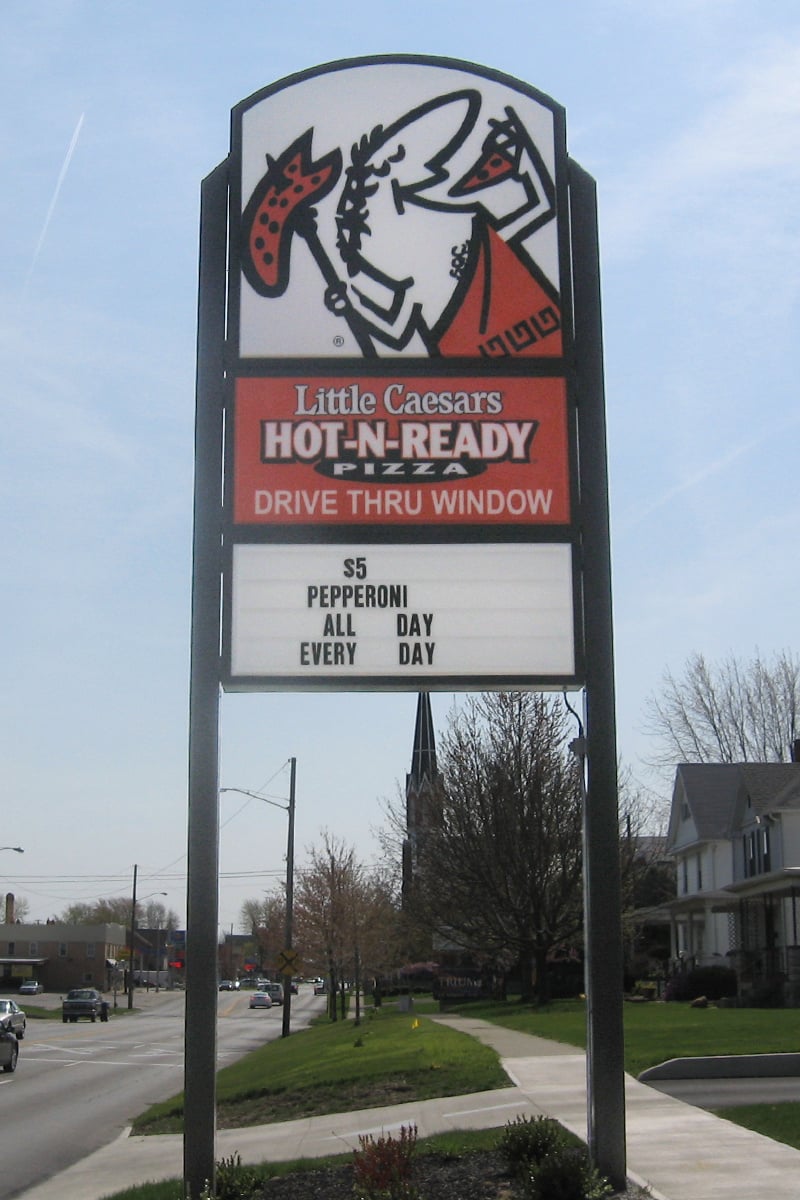 ®
Little Caesars
HOT-N-READY
PIZZA
DRIVE THRU WINDOW
$5
PEPPERONI
ALL DAY
EVERY DAY